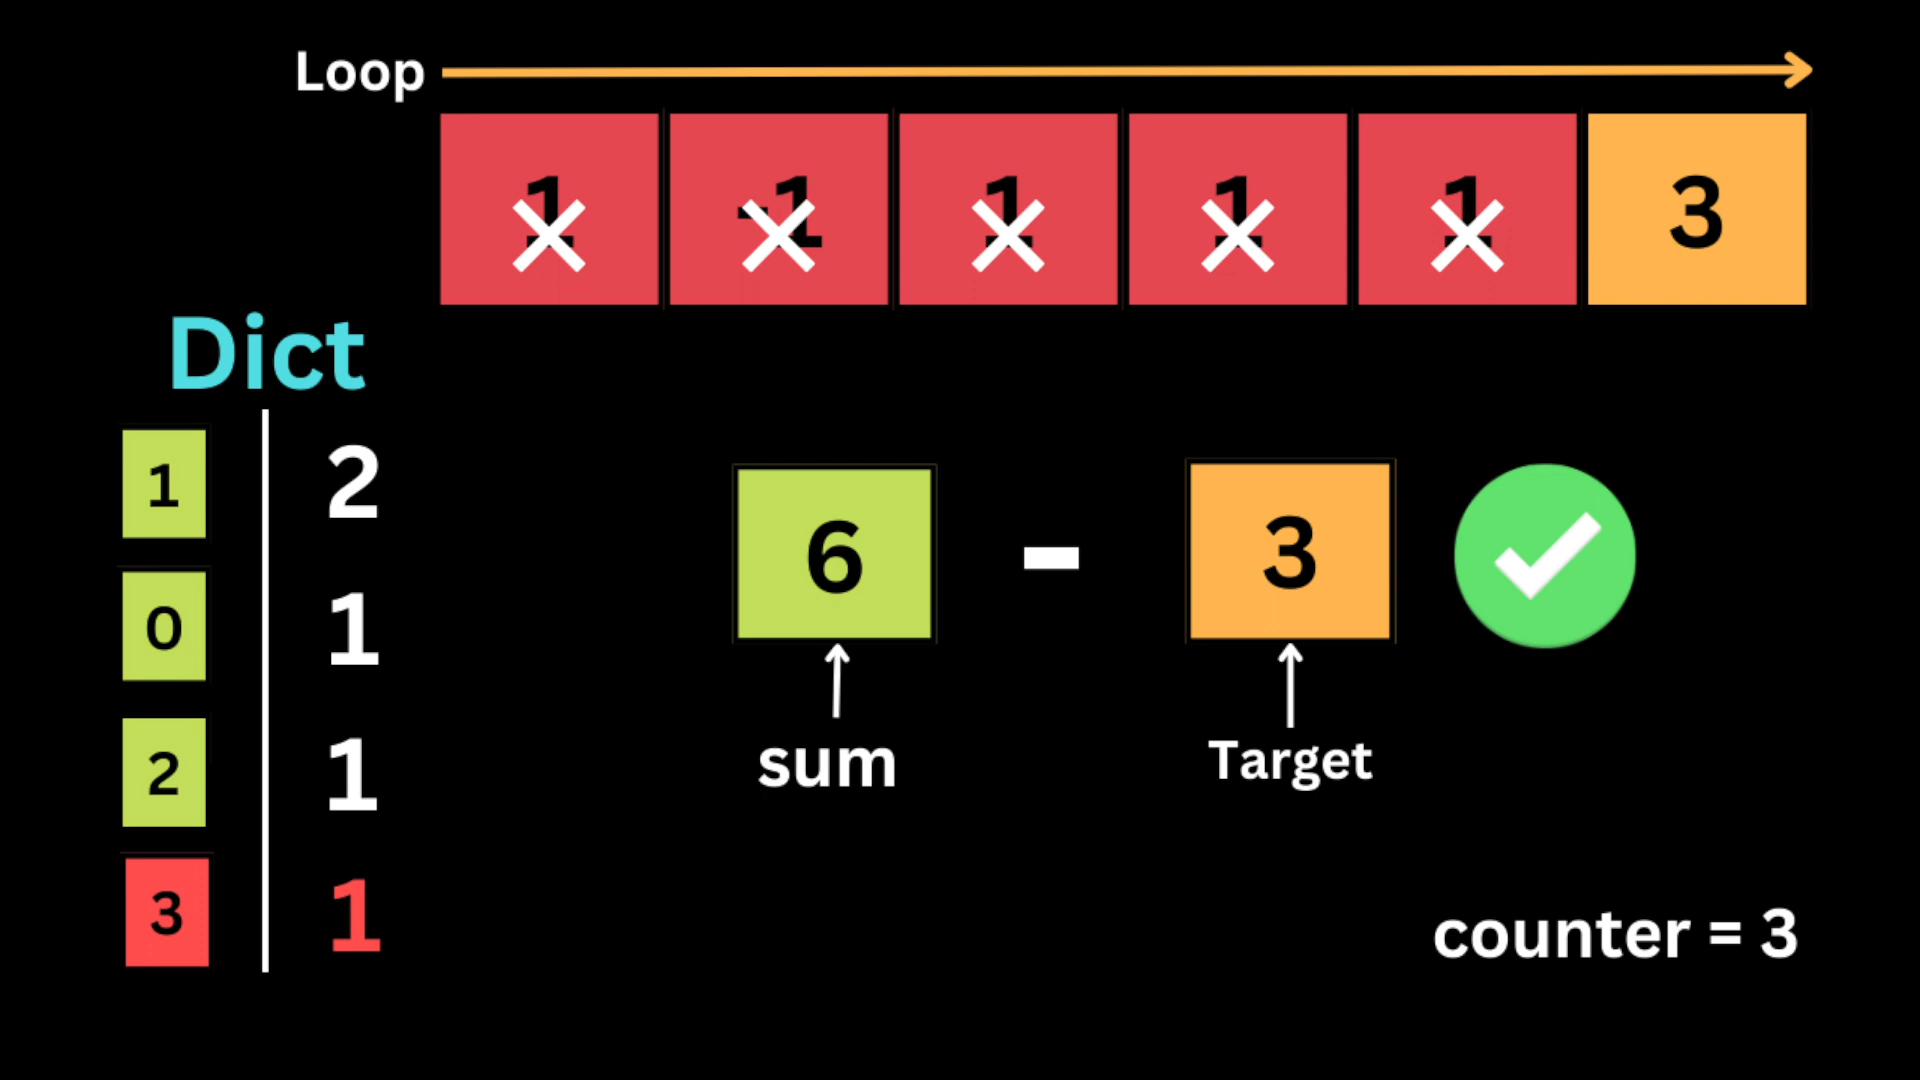 Loop
1 -1 1 1 1 3
Dict
1 2
0 1
2 1
3 1
6 - 3
sum
Target
counter = 3